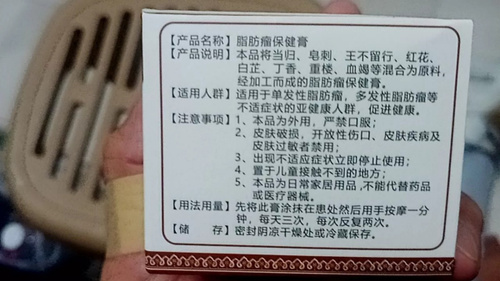 【产品名称】脂肪瘤保健膏
【产品说明】本品将当归、皂刺、王不留行、红花、
白芷、丁香、重楼、血竭等混合为原料，
经加工而成的脂肪瘤保健膏。
【适用人群】适用于单发性脂肪瘤，多发性脂肪瘤等
不适症状的亚健康人群，促进健康。
【注意事项】1、本品为外用，严禁口服；
2、皮肤破损，开放性伤口、皮肤疾病及
皮肤过敏者禁用；
3、出现不适应症状立即停止使用；
4、置于儿童接触不到的地方；
5、本品为日常家居用品，不能代替药品
或医疗器械。
【用法用量】先将此膏涂抹在患处然后用手按摩一分
钟，每天三次，每次反复两次。
【储 存】密封阴凉干燥处或冷藏保存。